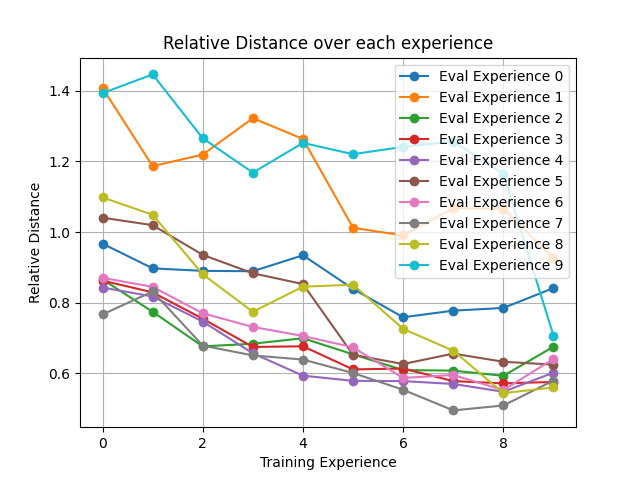 Relative Distance over each experience
Relative Distance
1.4
1.2
1.0
0.8
0.6
0
2
4
6
8
Training Experience
Eval Experience 0
Eval Experience 1
Eval Experience 2
Eval Experience 3
Eval Experience 4
Eval Experience 5
Eval Experience 6
Eval Experience 7
Eval Experience 8
Eval Experience 9